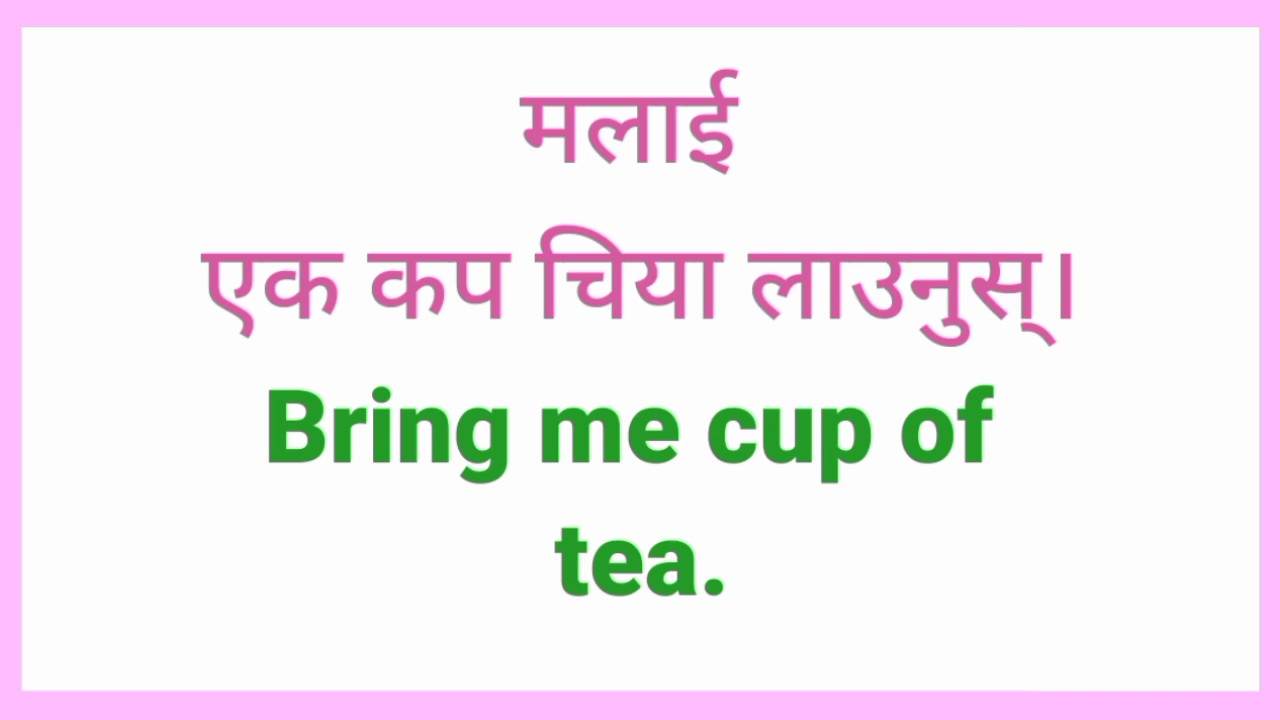 मलाई
एक कप चिया लाउनुस्।
Bring me cup of
tea.